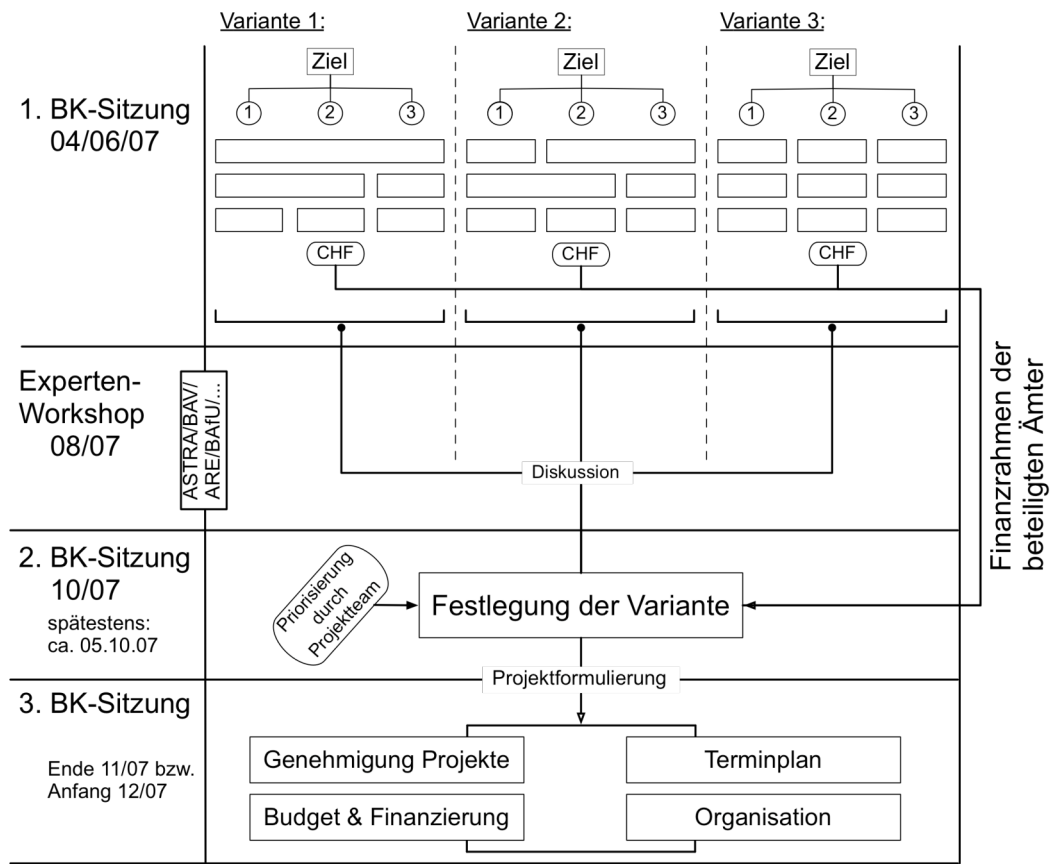 Variante 1:
Variante 2:
Variante 3:
1. BK-Sitzung
04/06/07
Ziel
1
2
3
CHF
Ziel
1
2
3
CHF
Ziel
1
2
3
CHF
Experten-
Workshop
08/07
ASTRA/BAV/
ARE/BAfU/...
Diskussion
Finanzrahmen der
beteiligten Ämter
2. BK-Sitzung
10/07
spätestens:
ca. 05.10.07
Priorisierung
durch
Projektteam
Festlegung der Variante
Projektformulierung
3. BK-Sitzung
Ende 11/07 bzw.
Anfang 12/07
Genehmigung Projekte
Terminplan
Budget & Finanzierung
Organisation